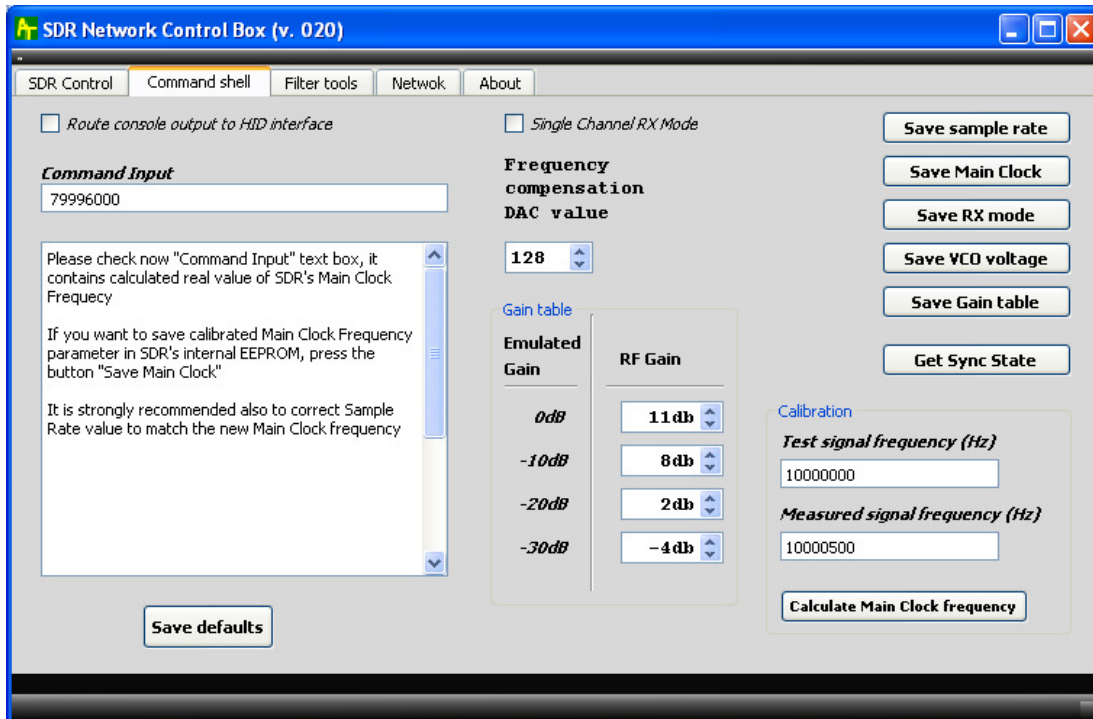 SDR Network Control Box (v. 020)
SDR Control
Command shell
Filter tools
Netwok
About
Route console output to HID interface
Command Input
79996000
Please check now "Command Input" text box, it
contains calculated real value of SDR's Main Clock
Frequecy
If you want to save calibrated Main Clock Frequency
parameter in SDR's internal EEPROM, press the
button "Save Main Clock"
It is strongly recommended also to correct Sample
Rate value to match the new Main Clock frequency
Save defaults
Single Channel RX Mode
Frequency
compensation
DAC value
128
Gain table
Emulated
Gain
RF Gain
0dB
11db
-10dB
8db
-20dB
2db
-30dB
-4db
Save sample rate
Save Main Clock
Save RX mode
Save VCO voltage
Save Gain table
Get Sync State
Calibration
Test signal frequency (Hz)
10000000
Measured signal frequency (Hz)
10000500
Calculate Main Clock frequency